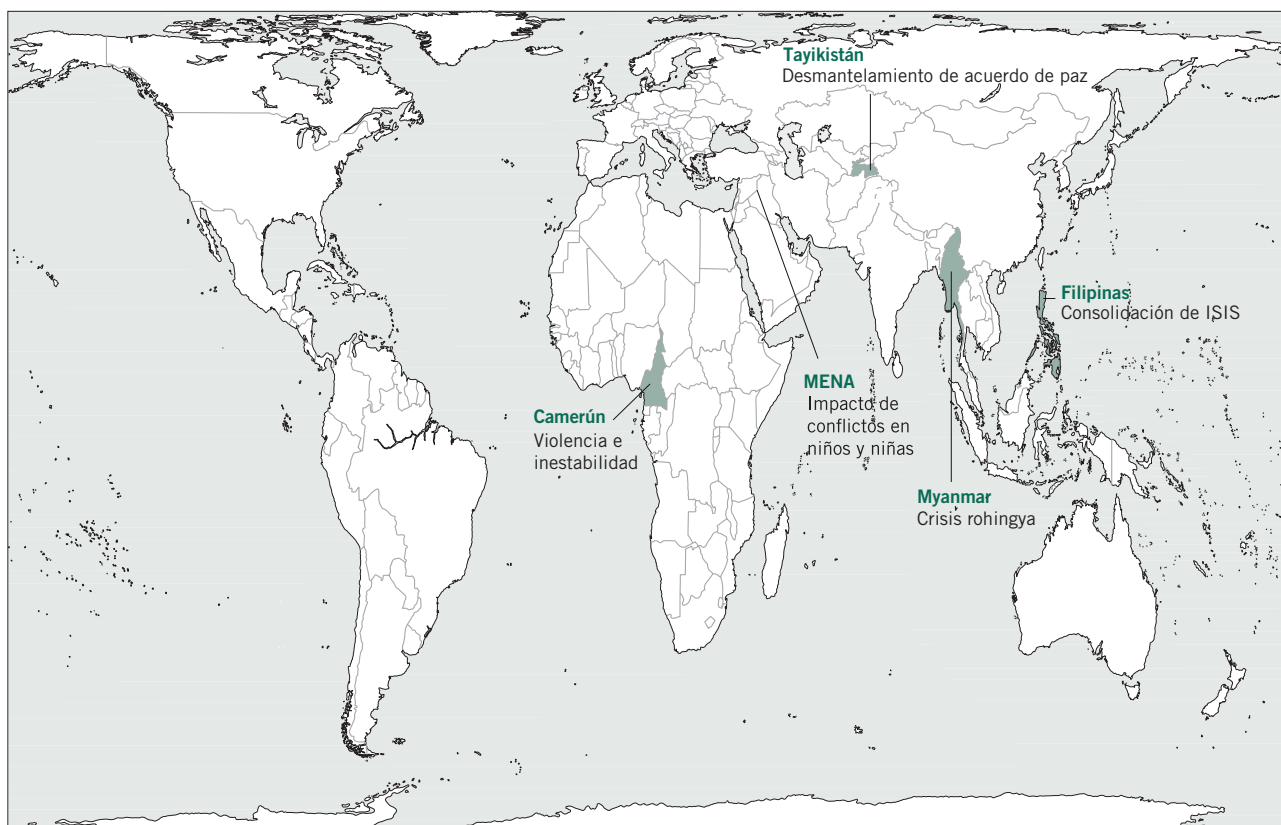 Tayikistán
Desmantelamiento de acuerdo de paz
Filipinas
Consolidación de ISIS
MENA
Impacto de
conflictos en
niños y niñas
Camerún
Violencia e
inestabilidad
Myanmar
Crisis rohingya